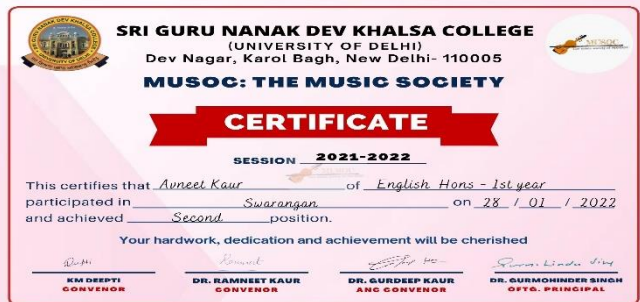 SRI GURU NANAK DEV KHALSA COLLEGE
(UNIVERSITY OF DELHI)
Dev Nagar, Karol Bagh, New Delhi- 110005
MUSOC
MUSOC: THE MUSIC SOCIETY
CERTIFICATE
SESSION 2021-2022
This certifies that Avneet Kaur of English Hons - 1st year
participated in Swarangan on 28 / 01 / 2022
and achieved Second position.
Your hardwork, dedication and achievement will be cherished
KM DEEPTI DR. RAMNEET KAUR DR. GURDEEP KAUR DR. GURMOHINDER SINGH
CONVENOR CONVENOR ANC CONVENOR OFTG. PRINCIPAL